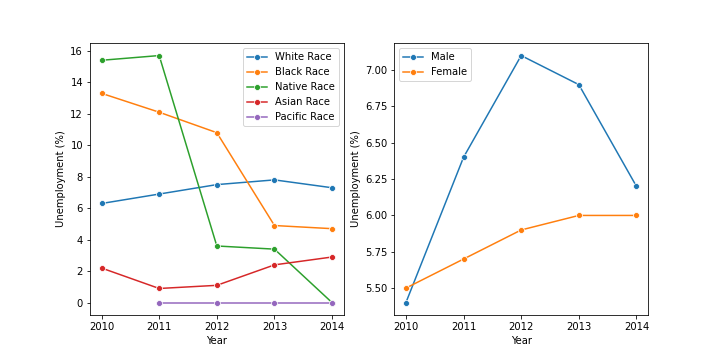 White Race
Black Race
Native Race
Asian Race
Pacific Race
16
14
12
10
8
6
4
2
0
Unemployment (%)
2010 2011 2012 2013 2014
Year
Male
Female
7.00
6.75
6.50
6.25
6.00
5.75
5.50
Unemployment (%)
2010 2011 2012 2013 2014
Year